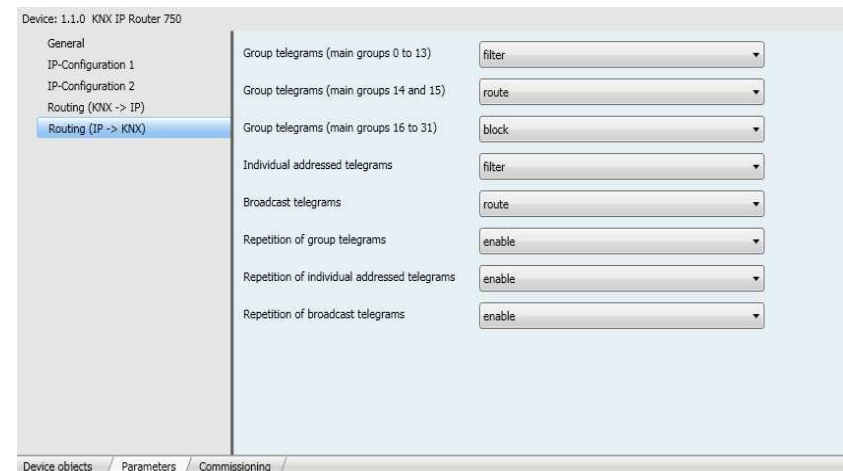 Device: 1.1.0 KNX IP Router 750
General
IP-Configuration 1
IP-Configuration 2
Routing (KNX -> IP)
Routing (IP -> KNX)
Group telegrams (main groups 0 to 13) filter
Group telegrams (main groups 14 and 15) route
Group telegrams (main groups 16 to 31) block
Individual addressed telegrams filter
Broadcast telegrams route
Repetition of group telegrams enable
Repetition of individual addressed telegrams enable
Repetition of broadcast telegrams enable
Device objects / Parameters / Commissioning /